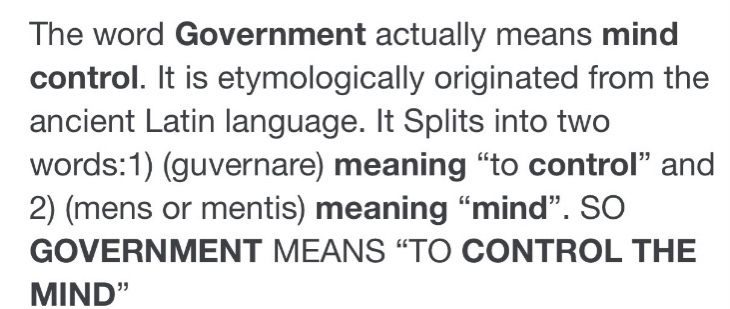 The word Government actually means mind
control. It is etymologically originated from the
ancient Latin language. It Splits into two
words:1) (guvernare) meaning “to control” and
2) (mens or mentis) meaning “mind”. SO
GOVERNMENT MEANS “TO CONTROL THE
MIND”